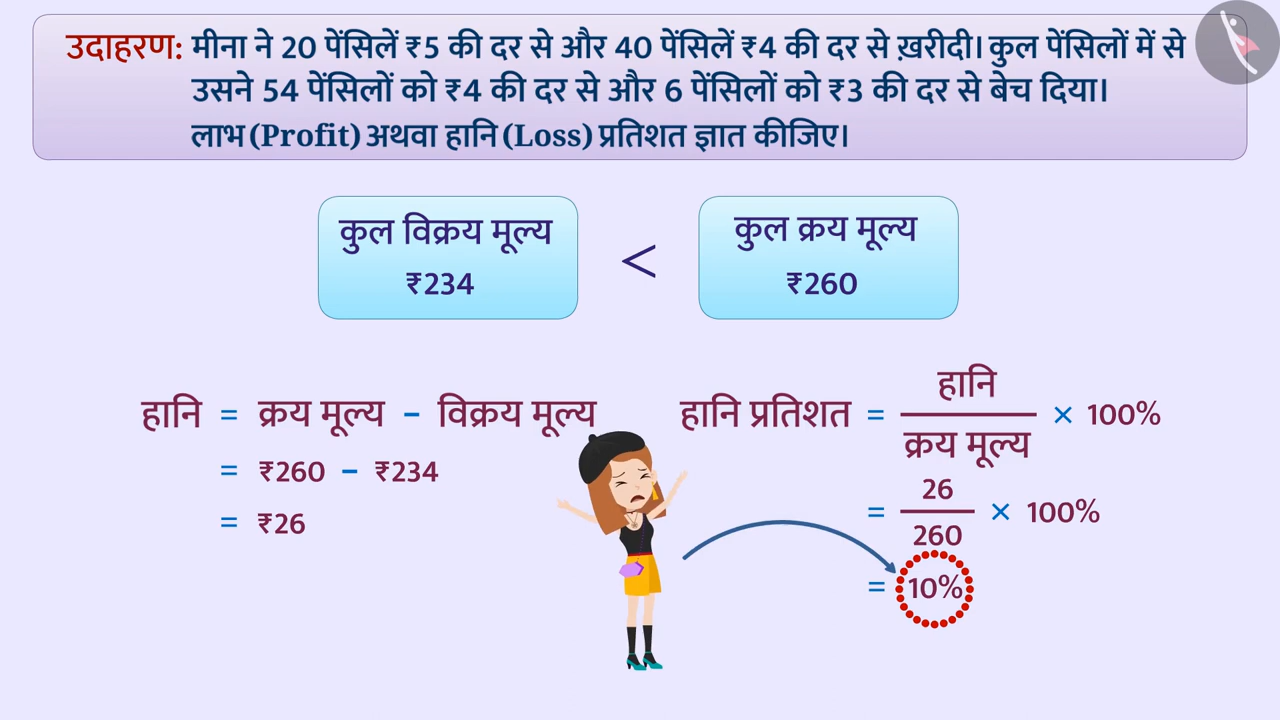 उदाहरण: मीना ने 20 पेंसिलें ₹5 की दर से और 40 पेंसिलें ₹4 की दर से ख़रीदी। कुल पेंसिलों में से
उसने 54 पेंसिलों को ₹4 की दर से और 6 पेंसिलों को ₹3 की दर से बेच दिया।
लाभ (Profit) अथवा हानि (Loss) प्रतिशत ज्ञात कीजिए।
कुल विक्रय मूल्य
₹234
<
कुल क्रय मूल्य
₹260
हानि = क्रय मूल्य - विक्रय मूल्य
= ₹260 - ₹234
= ₹26
हानि प्रतिशत = हानि / क्रय मूल्य × 100%
= 26 / 260 × 100%
= 10%